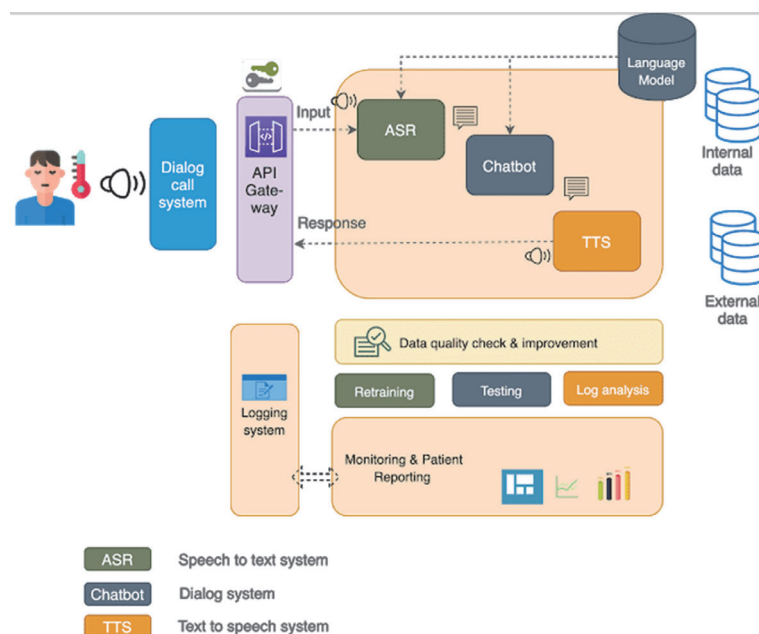 Language
Model
Input
ASR
Internal
data
Dialog
call
system
API
Gate-
way
Chatbot
Response
TTS
External
data
Data quality check & improvement
Retraining
Testing
Log analysis
Logging
system
Monitoring & Patient
Reporting
ASR
Speech to text system
Chatbot
Dialog system
TTS
Text to speech system